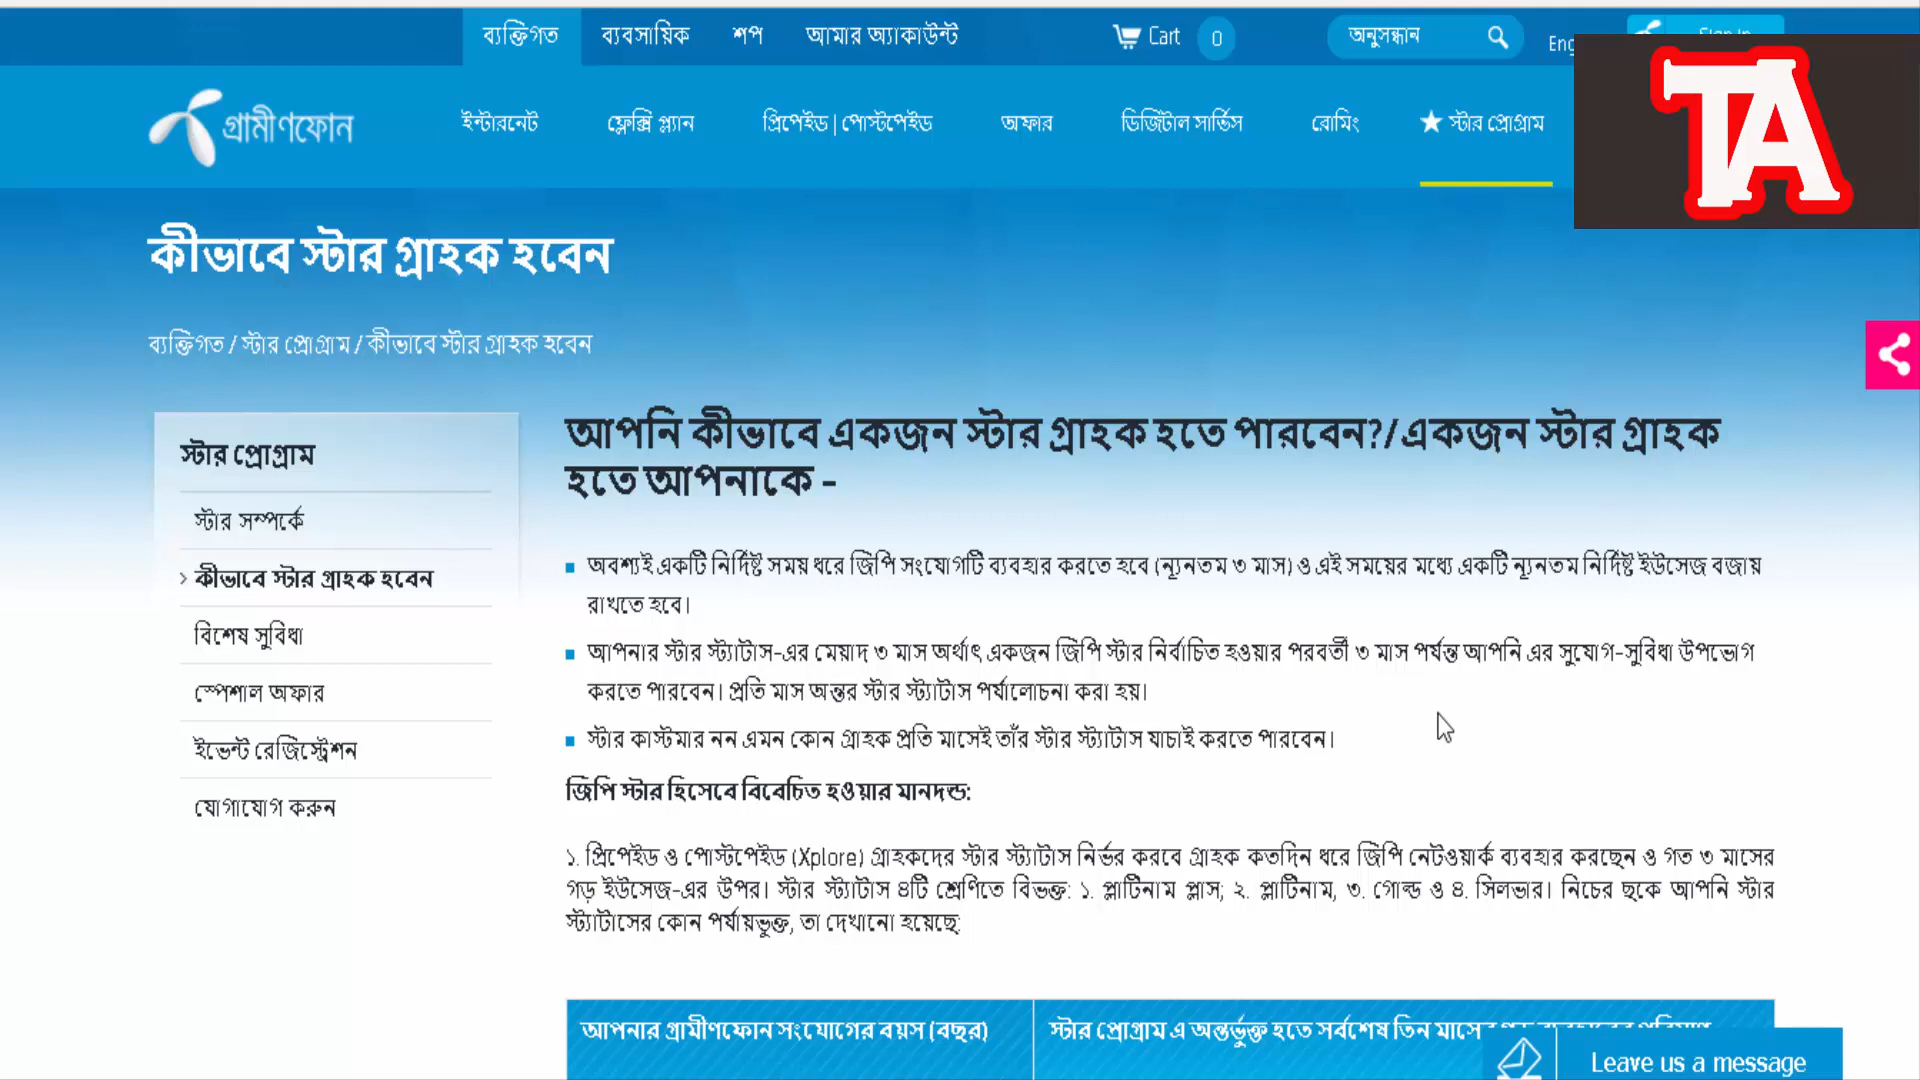 ব্যক্তিগত ব্যবসায়িক শপ আমার অ্যাকাউন্ট Cart 0 অনুসন্ধান
গ্রামীণফোন ইন্টারনেট ফ্লেক্সি প্ল্যান প্রিপেইড | পোস্টপেইড অফার ডিজিটাল সার্ভিস রোমিং স্টার প্রোগ্রাম
TA
কীভাবে স্টার গ্রাহক হবেন
ব্যক্তিগত / স্টার প্রোগ্রাম / কীভাবে স্টার গ্রাহক হবেন
স্টার প্রোগ্রাম
স্টার সম্পর্কে
কীভাবে স্টার গ্রাহক হবেন
বিশেষ সুবিধা
স্পেশাল অফার
ইভেন্ট রেজিস্ট্রেশন
যোগাযোগ করুন
আপনি কীভাবে একজন স্টার গ্রাহক হতে পারবেন?/একজন স্টার গ্রাহক
হতে আপনাকে –
অবশ্যই একটি নির্দিষ্ট সময় ধরে জিপি সংযোগটি ব্যবহার করতে হবে (ন্যূনতম ৩ মাস) ও এই সময়ের মধ্যে একটি ন্যূনতম নির্দিষ্ট ইউসেজ বজায়
রাখতে হবে।
আপনার স্টার স্ট্যাটাস-এর মেয়াদ ৩ মাস অর্থাৎ একজন জিপি স্টার নির্বাচিত হওয়ার পরবর্তী ৩ মাস পর্যন্ত আপনি এর সুযোগ-সুবিধা উপভোগ
করতে পারবেন। প্রতি মাস অন্তর স্টার স্ট্যাটাস পর্যালোচনা করা হয়।
স্টার কাস্টমার নন এমন কোন গ্রাহক প্রতি মাসেই তাঁর স্টার স্ট্যাটাস যাচাই করতে পারবেন।
জিপি স্টার হিসেবে বিবেচিত হওয়ার মানদন্ড:
১. প্রিপেইড ও পোস্টপেইড (Xplore) গ্রাহকদের স্টার স্ট্যাটাস নির্ভর করবে গ্রাহক কতদিন ধরে জিপি নেটওয়ার্ক ব্যবহার করছেন ও গত ৩ মাসের
গড় ইউসেজ-এর উপর। স্টার স্ট্যাটাস ৪টি শ্রেণিতে বিভক্ত: ১. প্লাটিনাম প্লাস; ২. প্লাটিনাম, ৩. গোল্ড ও ৪. সিলভার। নিচের ছকে আপনি স্টার
স্ট্যাটাসের কোন পর্যায়ভুক্ত, তা দেখানো হয়েছে:
আপনার গ্রামীণফোন সংযোগের বয়স (বছর) স্টার প্রোগ্রাম এ অন্তর্ভুক্ত হতে সর্বশেষ তিন
Leave us a message